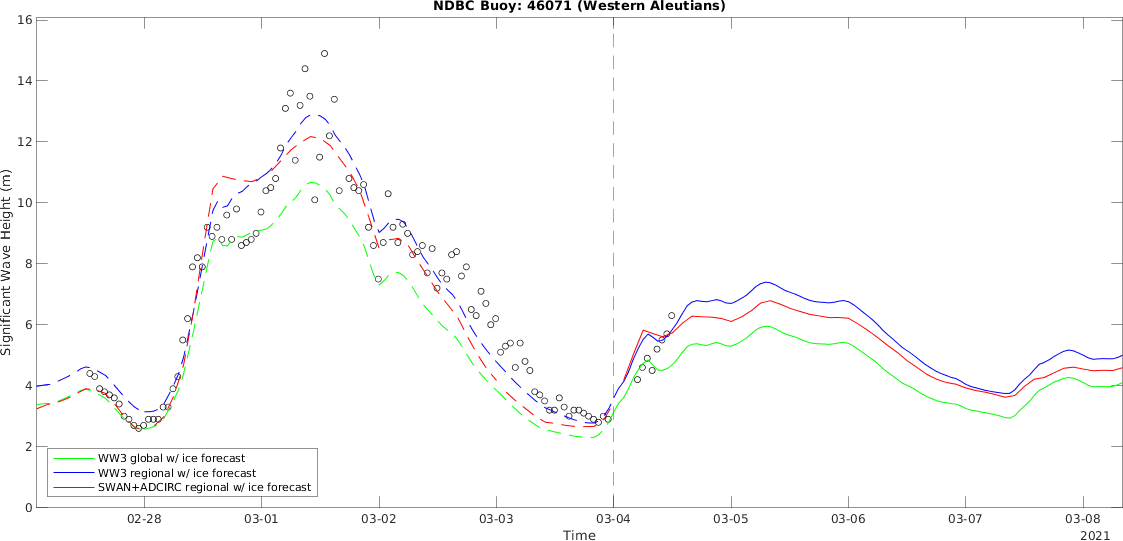 NDBC Buoy: 46071 (Western Aleutians)
16
14
12
10
8
6
4
2
0
Significant Wave Height (m)
WW3 global w/ ice forecast
WW3 regional w/ ice forecast
SWAN+ADCIRC regional w/ ice forecast
02-28 03-01 03-02 03-03 03-04 03-05 03-06 03-07 03-08
Time
2021